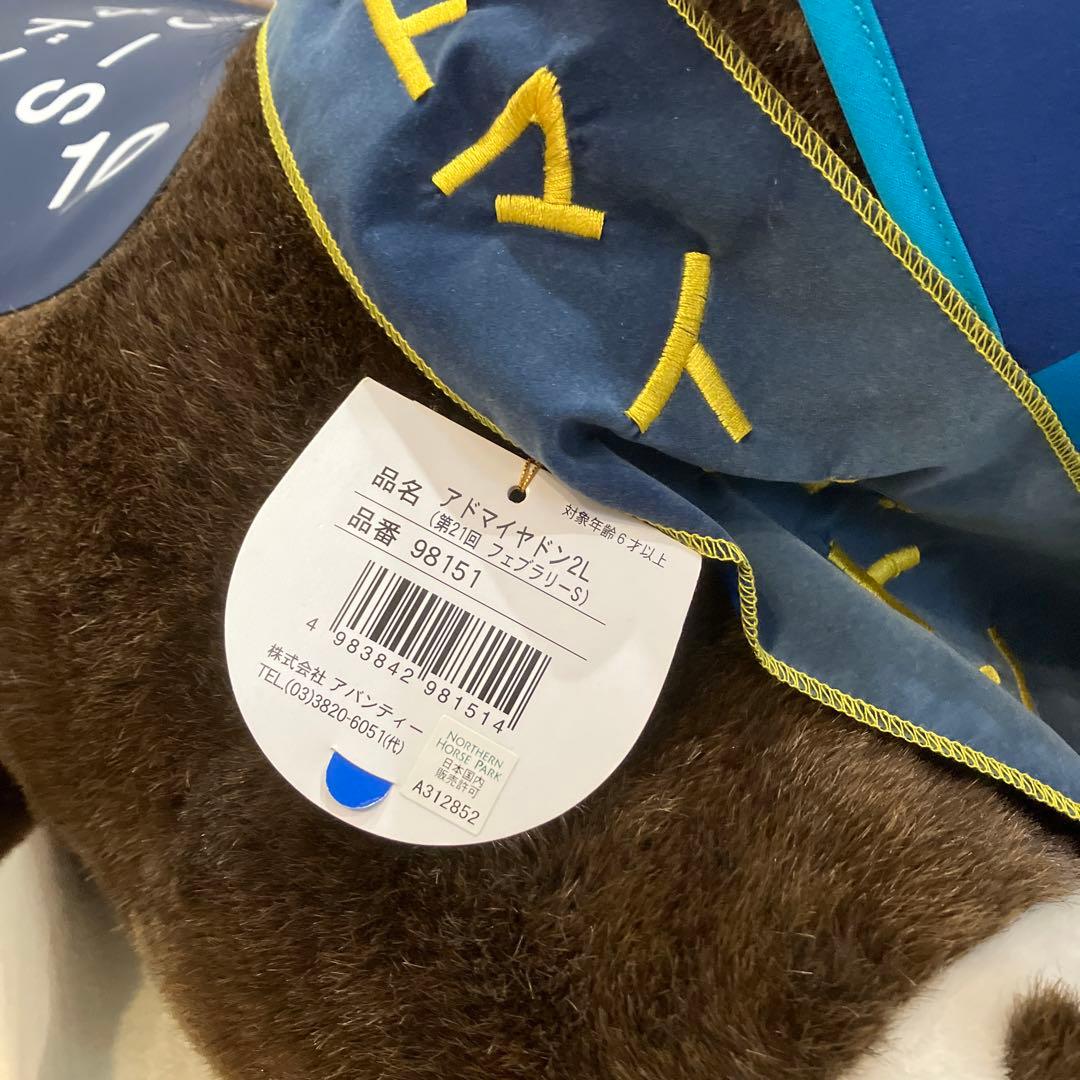 マ
イ
品名 アドマイヤドン2L
(第21回 フェブラリーS)
対象年齢6才以上
品番 98151
4 983842 981514
株式会社 アバンティー
TEL.(03)3820-6051(代)
NORTHERN
HORSE PARK
日本国内
販売許可
A312852